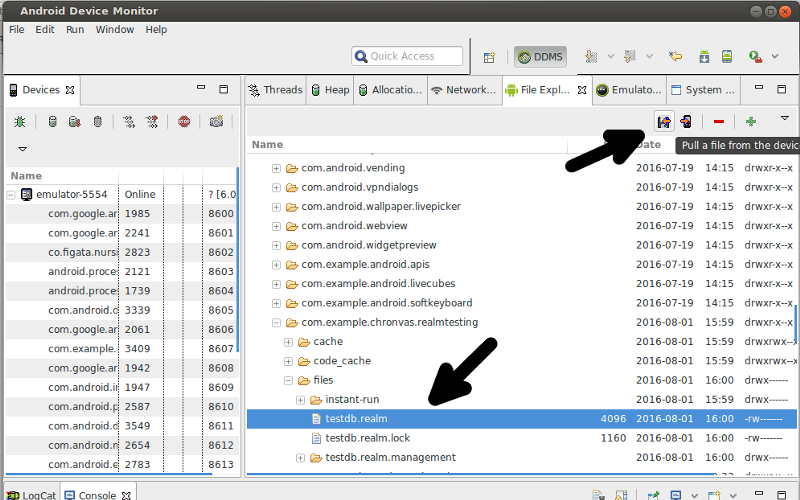 Android Device Monitor
File Edit Run Window Help
Quick Access DDMS
Devices
Threads Heap Allocatio... Network... File Expl... Emulato... System ...
Pull a file from the devic
Name
emulator-5554 Online ? [6.0
com.google.ar 1985 8600
com.google.ar 2241 8601
co.figata.nursi 2823 8602
android.proce 2121 8603
android.proce 1739 8604
com.android.d 3339 8605
com.google.ar 2061 8606
com.example. 3409 8607
com.google.ar 1942 8608
com.android.ir 1947 8609
com.android.p 2587 8610
com.android.d 3549 8611
com.android.n 2654 8612
com.android.e 2783 8613
Name Date
com.android.vending 2016-07-19 14:15 drwxr-x--x
com.android.vpndialogs 2016-07-19 14:15 drwxr-x--x
com.android.wallpaper.livepicker 2016-07-19 14:15 drwxr-x--x
com.android.webview 2016-07-19 14:15 drwxr-x--x
com.android.widgetpreview 2016-07-19 14:15 drwxr-x--x
com.example.android.apis 2016-07-19 14:15 drwxr-x--x
com.example.android.livecubes 2016-07-19 14:15 drwxr-x--x
com.example.android.softkeyboard 2016-07-19 14:15 drwxr-x--x
com.example.chronvas.realmtesting 2016-08-01 15:59 drwxr-x--x
cache 2016-08-01 15:59 drwxrwx--x
code_cache 2016-08-01 15:59 drwxrwx--x
files 2016-08-01 16:00 drwx------
instant-run 2016-08-01 15:59 drwx------
testdb.realm 4096 2016-08-01 16:00 -rw-------
testdb.realm.lock 1160 2016-08-01 16:00 -rw-------
testdb.realm.management 2016-08-01 16:00 drwx------
LogCat Console